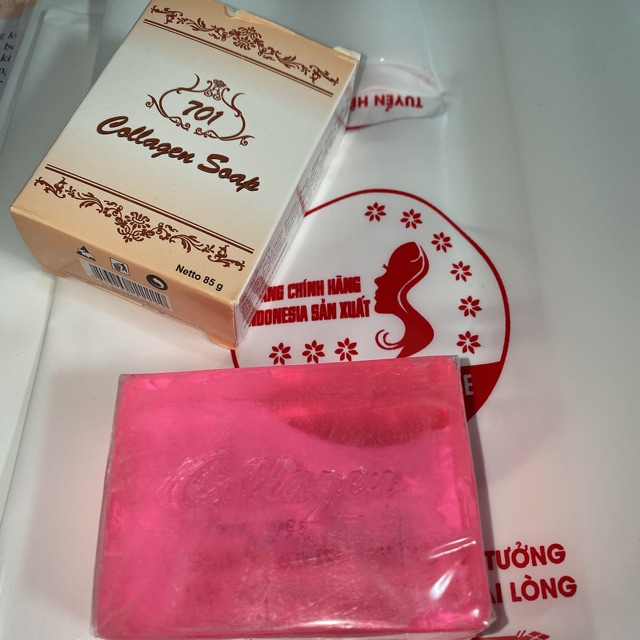 701
Collagen Soap
Netto 85 g
TUYỂN
CHÍNH HÃNG
INDONESIA SẢN XUẤT
Collagen
TƯỞNG
LÒNG